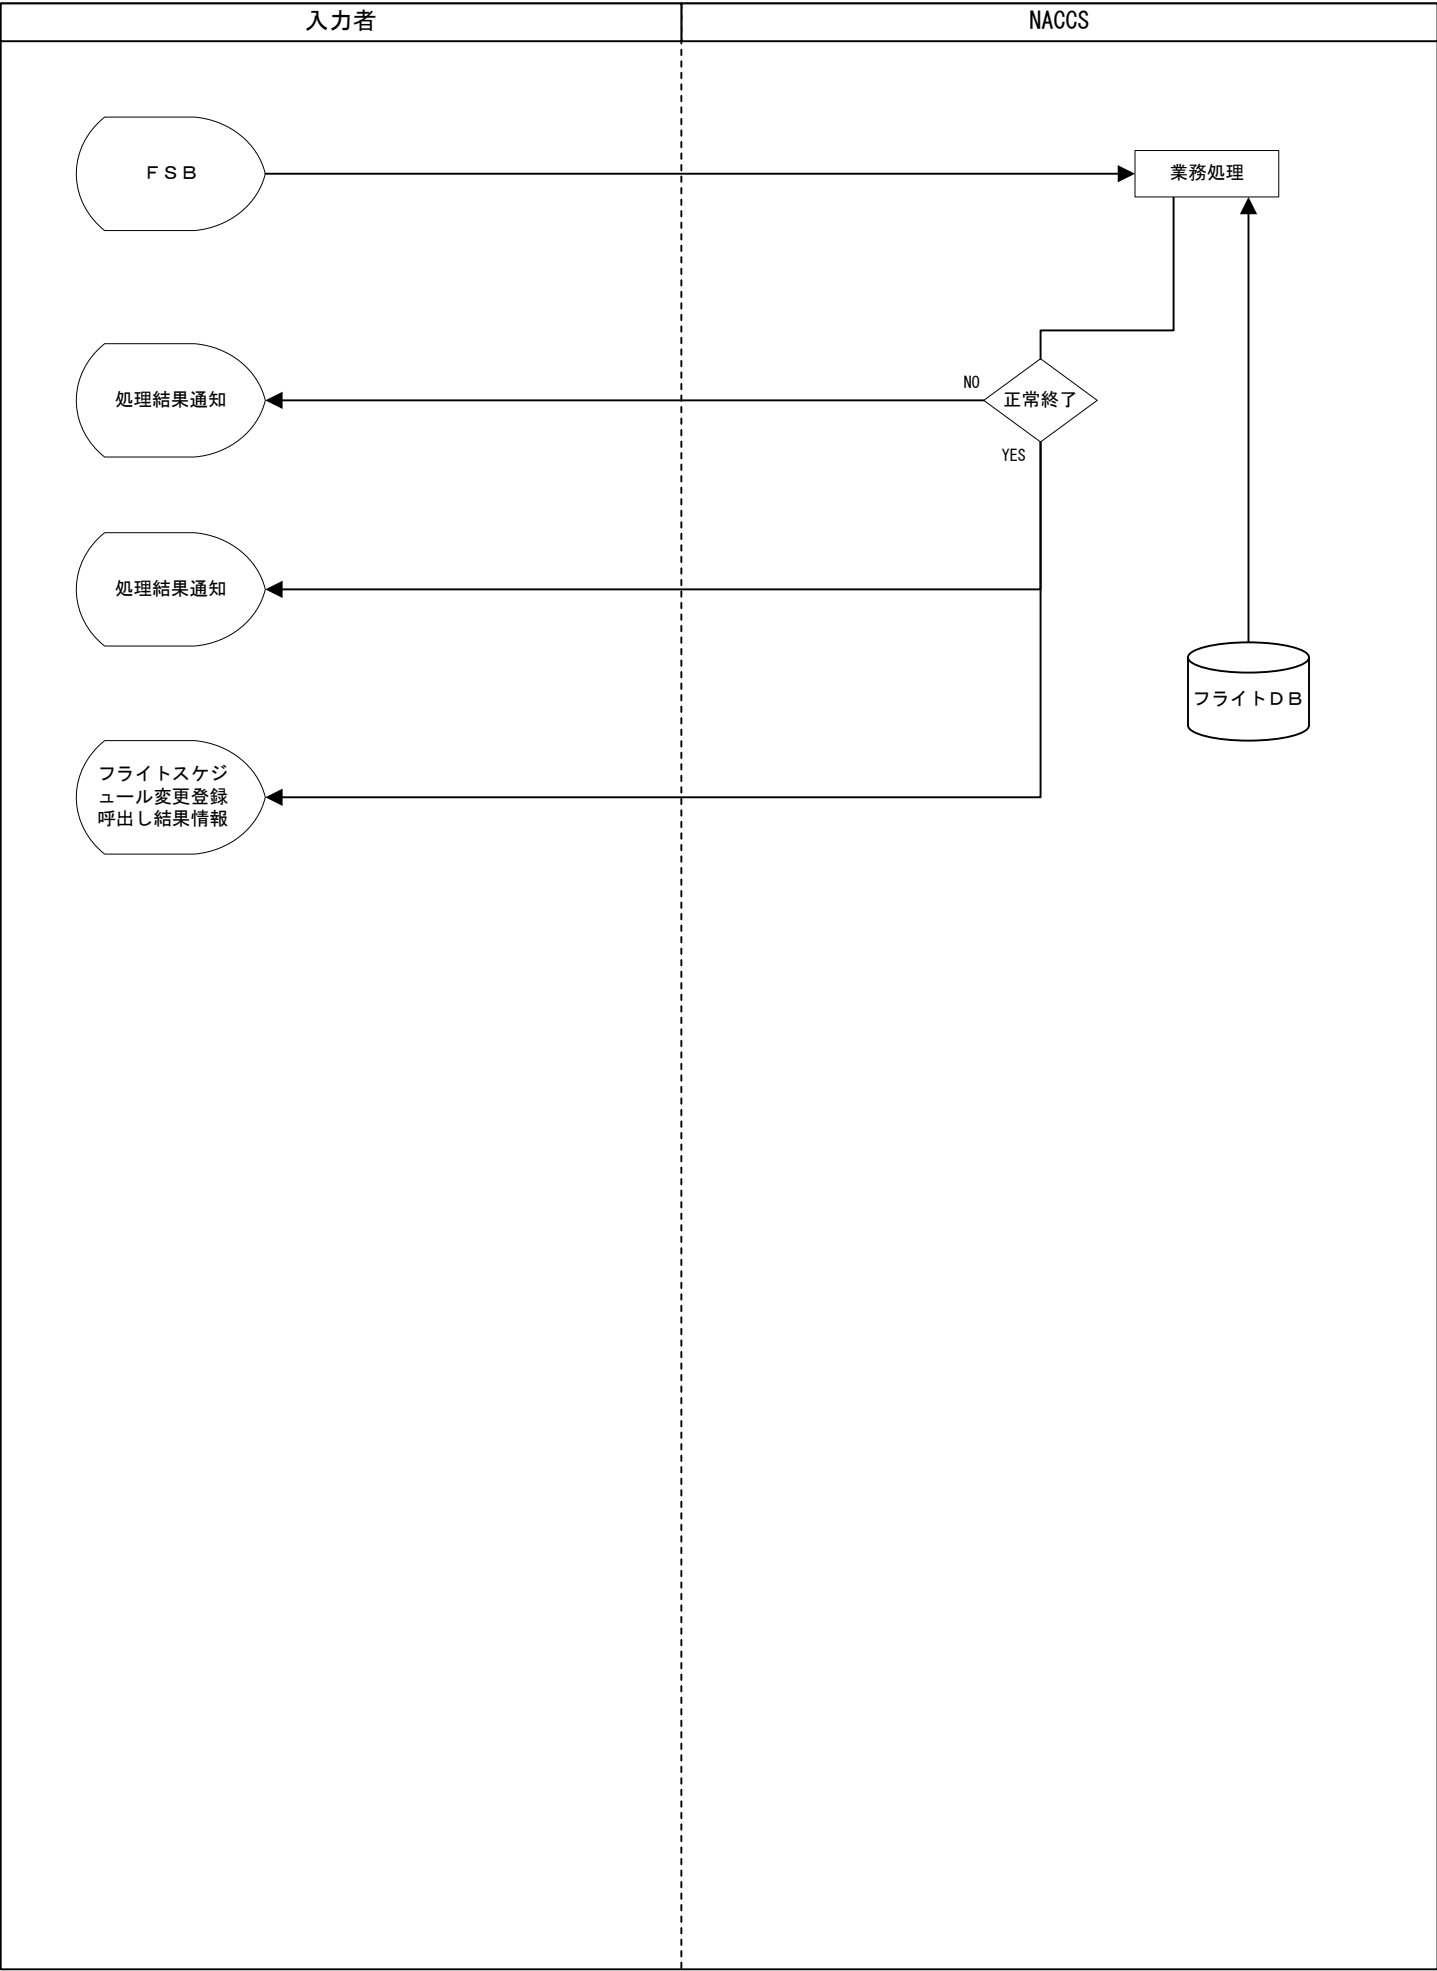 入力者
NACCS
ＦＳＢ
業務処理
処理結果通知
NO
正常終了
YES
処理結果通知
フライトＤＢ
フライトスケジ
ュール変更登録
呼出し結果情報